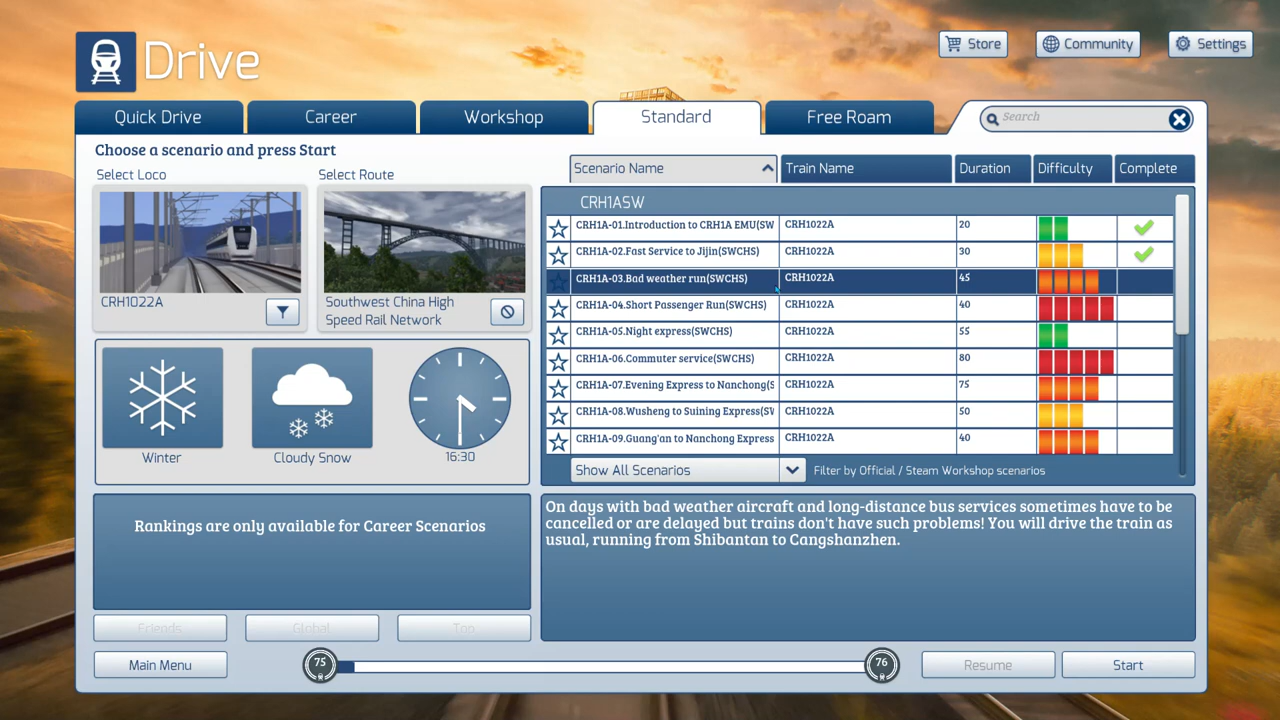 Drive
Store
Community
Settings
Quick Drive
Career
Workshop
Standard
Free Roam
Search
Choose a scenario and press Start
Select Loco
Select Route
CRH1022A
Southwest China High
Speed Rail Network
Winter
Cloudy Snow
16:30
Scenario Name
Train Name
Duration
Difficulty
Complete
CRH1ASW
CRH1A-01.Introduction to CRH1A EMU(SW CRH1022A 20
CRH1A-02.Fast Service to Jijin(SWCHS) CRH1022A 30
CRH1A-03.Bad weather run(SWCHS) CRH1022A 45
CRH1A-04.Short Passenger Run(SWCHS) CRH1022A 40
CRH1A-05.Night express(SWCHS) CRH1022A 55
CRH1A-06.Commuter service(SWCHS) CRH1022A 80
CRH1A-07.Evening Express to Nanchong(S CRH1022A 75
CRH1A-08.Wusheng to Suining Express(SW CRH1022A 50
CRH1A-09.Guang'an to Nanchong Express CRH1022A 40
Show All Scenarios
Filter by Official / Steam Workshop scenarios
Rankings are only available for Career Scenarios
On days with bad weather aircraft and long-distance bus services sometimes have to
cancelled or are delayed but trains don't have such problems! You will drive the train as
usual, running from Shibantan to Cangshanzhen.
Friends
Global
Top
Main Menu
75
76
Resume
Start